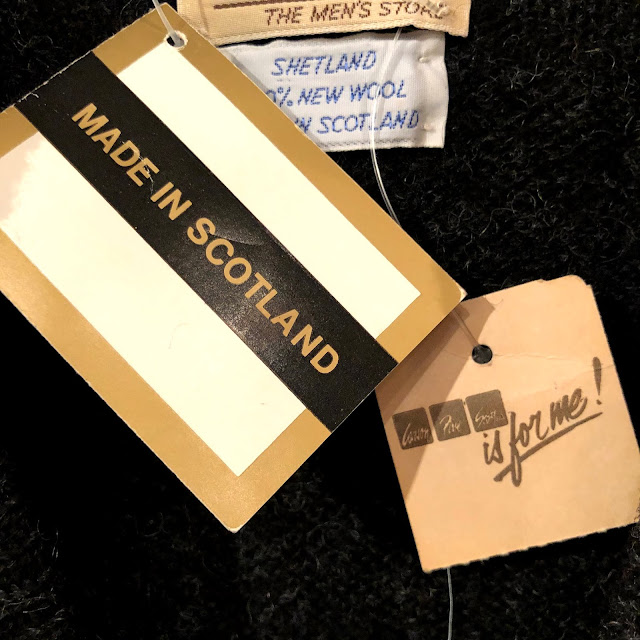 THE MEN'S STORE
SHETLAND
% NEW WOOL
N SCOTLAND
MADE IN SCOTLAND
is for me!